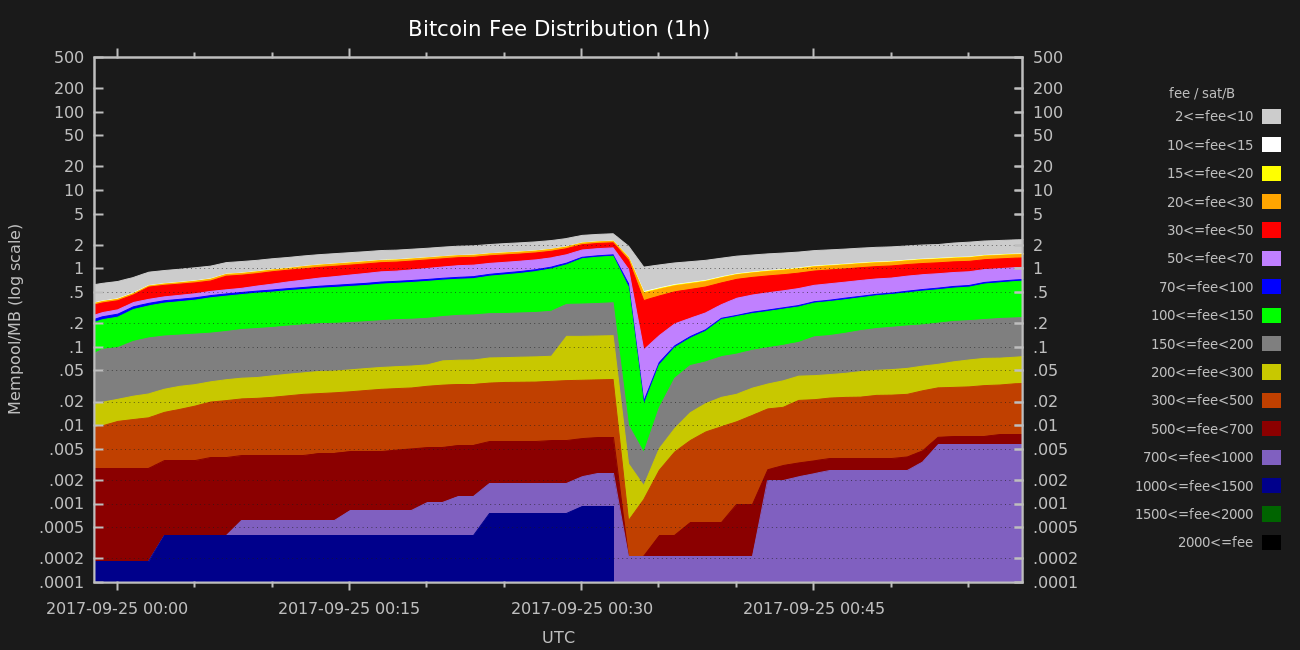 Bitcoin Fee Distribution (1h)
Mempool/MB (log scale)
500
200
100
50
20
10
5
2
1
.5
.2
.1
.05
.02
.01
.005
.002
.001
.0005
.0002
.0001
500
200
100
50
20
10
5
2
1
.5
.2
.1
.05
.02
.01
.005
.002
.001
.0005
.0002
.0001
2017-09-25 00:00 2017-09-25 00:15 2017-09-25 00:30 2017-09-25 00:45
UTC
fee / sat/B
2<=fee<10
10<=fee<15
15<=fee<20
20<=fee<30
30<=fee<50
50<=fee<70
70<=fee<100
100<=fee<150
150<=fee<200
200<=fee<300
300<=fee<500
500<=fee<700
700<=fee<1000
1000<=fee<1500
1500<=fee<2000
2000<=fee